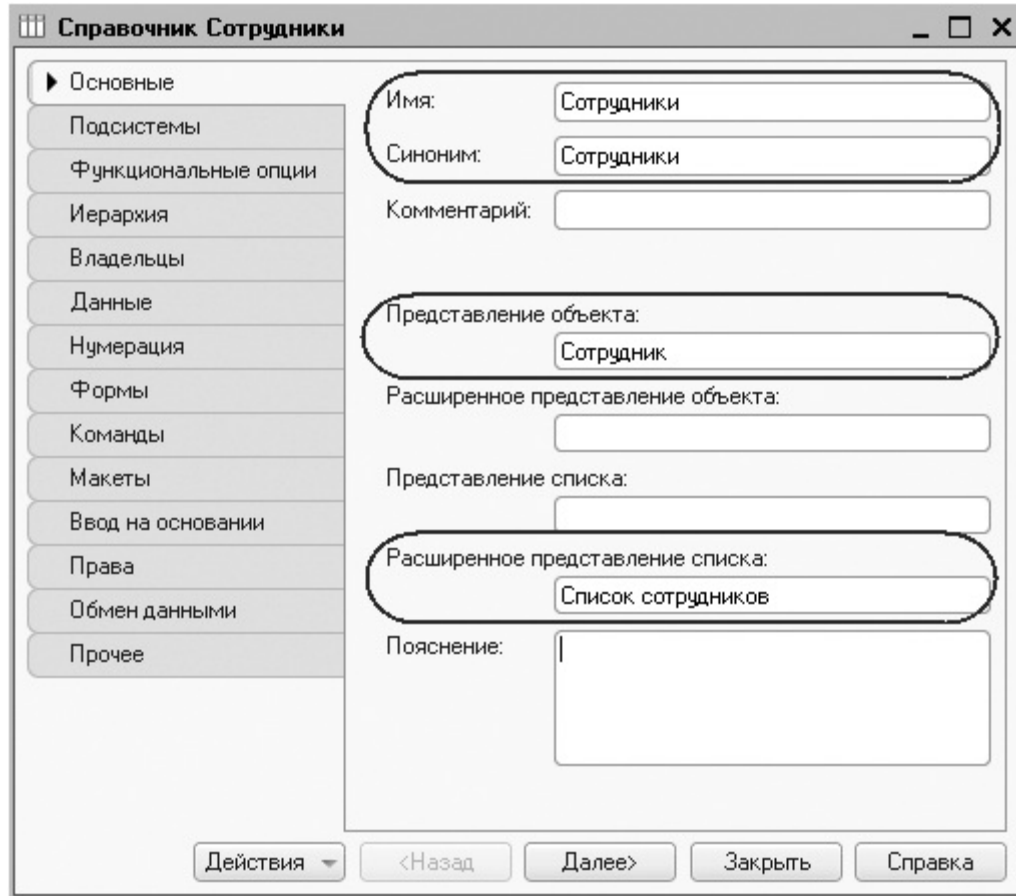 Справочник Сотрудники
Основные
Подсистемы
Функциональные опции
Иерархия
Владельцы
Данные
Нумерация
Формы
Команды
Макеты
Ввод на основании
Права
Обмен данными
Прочее
Имя: Сотрудники
Синоним: Сотрудники
Комментарий:
Представление объекта:
Сотрудник
Расширенное представление объекта:
Представление списка:
Расширенное представление списка:
Список сотрудников
Пояснение:
Действия <Назад Далее> Закрыть Справка